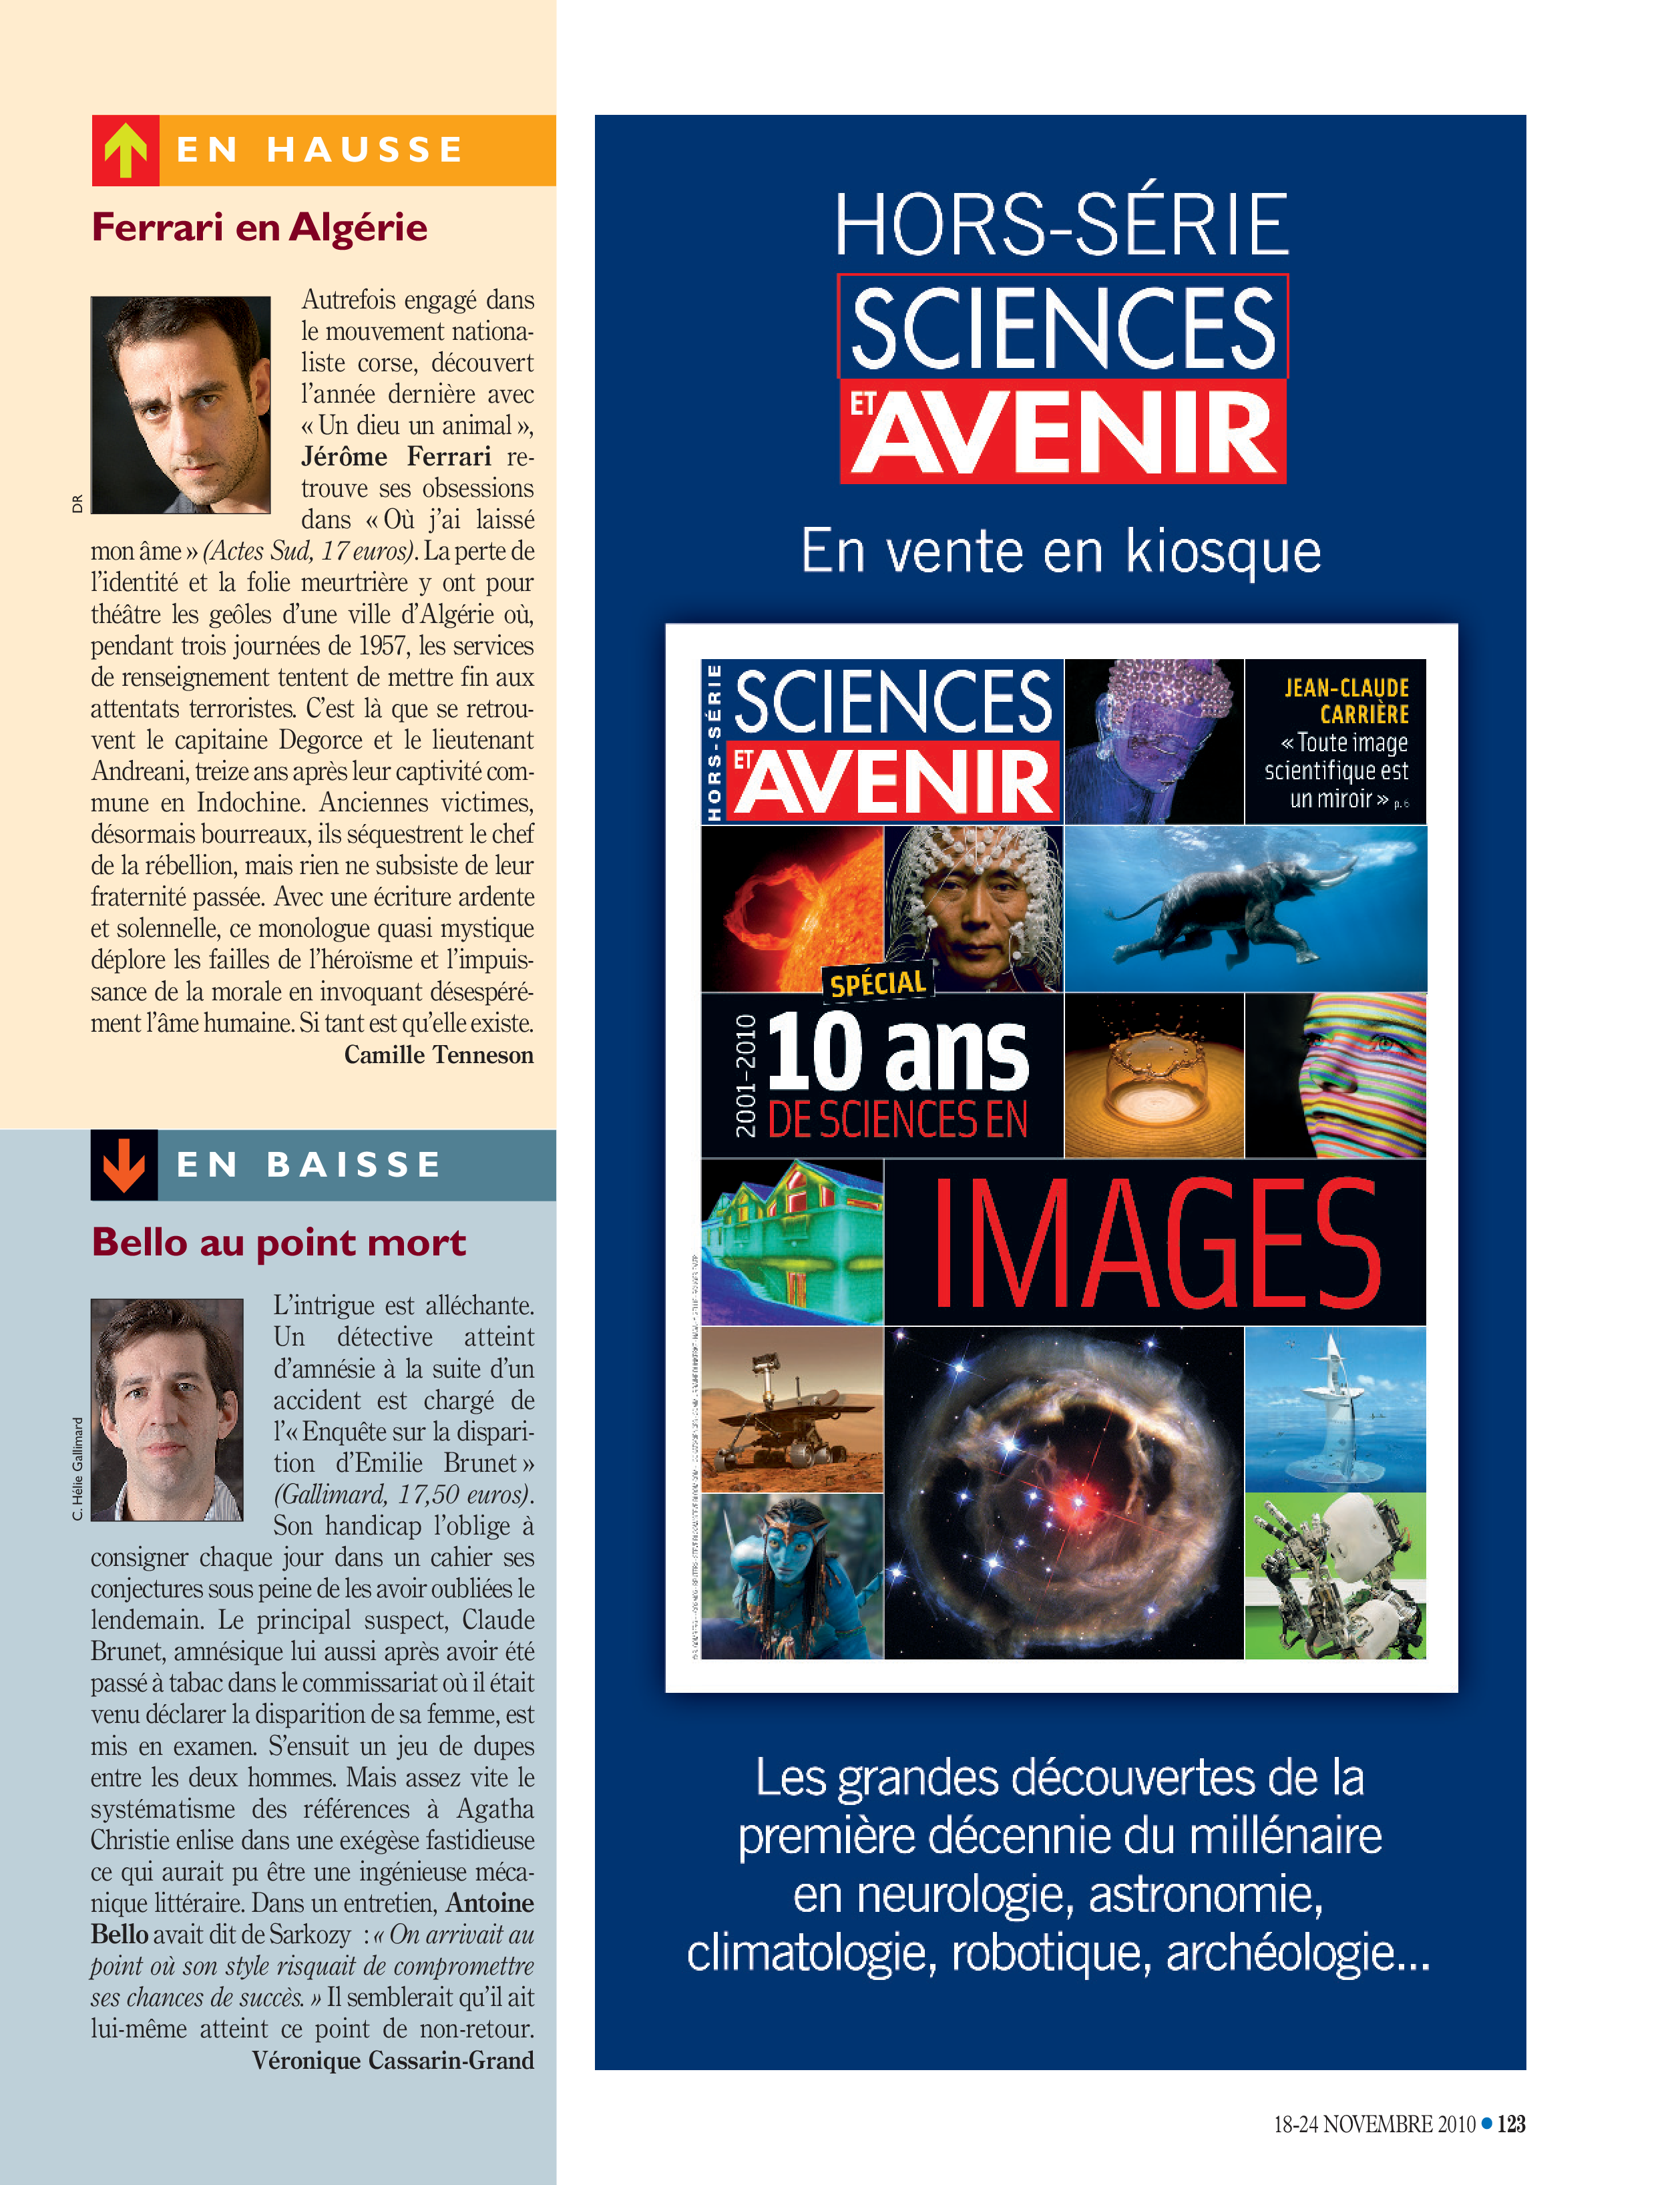 EN HAUSSE
Ferrari en Algérie
DR
Autrefois engagé dans
le mouvement nationa-
liste corse, découvert
l'année dernière avec
« Un dieu un animal »,
Jérôme Ferrari re-
trouve ses obsessions
dans « Où j'ai laissé
mon âme » (Actes Sud, 17 euros). La perte de
l'identité et la folie meurtrière y ont pour
théâtre les geôles d'une ville d'Algérie où,
pendant trois journées de 1957, les services
de renseignement tentent de mettre fin aux
attentats terroristes. C'est là que se retrou-
vent le capitaine Degorce et le lieutenant
Andreani, treize ans après leur captivité com-
mune en Indochine. Anciennes victimes,
désormais bourreaux, ils séquestrent le chef
de la rébellion, mais rien ne subsiste de leur
fraternité passée. Avec une écriture ardente
et solennelle, ce monologue quasi mystique
déplore les failles de l'héroïsme et l'impuis-
sance de la morale en invoquant désespéré-
ment l'âme humaine. Si tant est qu'elle existe.
Camille Tenneson
EN BAISSE
Bello au point mort
C. Hélie Gallimard
L'intrigue est alléchante.
Un détective atteint
d'amnésie à la suite d'un
accident est chargé de
l'« Enquête sur la dispari-
tion d'Emilie Brunet »
(Gallimard, 17,50 euros).
Son handicap l'oblige à
consigner chaque jour dans un cahier ses
conjectures sous peine de les avoir oubliées le
lendemain. Le principal suspect, Claude
Brunet, amnésique lui aussi après avoir été
passé à tabac dans le commissariat où il était
venu déclarer la disparition de sa femme, est
mis en examen. S'ensuit un jeu de dupes
entre les deux hommes. Mais assez vite le
systématisme des références à Agatha
Christie enlise dans une exégèse fastidieuse
ce qui aurait pu être une ingénieuse méca-
nique littéraire. Dans un entretien, Antoine
Bello avait dit de Sarkozy : « On arrivait au
point où son style risquait de compromettre
ses chances de succès. » Il semblerait qu'il ait
lui-même atteint ce point de non-retour.
Véronique Cassarin-Grand
HORS-SÉRIE
SCIENCES
ET AVENIR
En vente en kiosque
HORS-SÉRIE
SCIENCES
ET AVENIR
JEAN-CLAUDE
CARRIÈRE
« Toute image
scientifique est
un miroir » p. 6
SPÉCIAL
2001-2010
10 ans
DE SCIENCES EN
IMAGES
Les grandes découvertes de la
première décennie du millénaire
en neurologie, astronomie,
climatologie, robotique, archéologie...
18-24 NOVEMBRE 2010 • 123